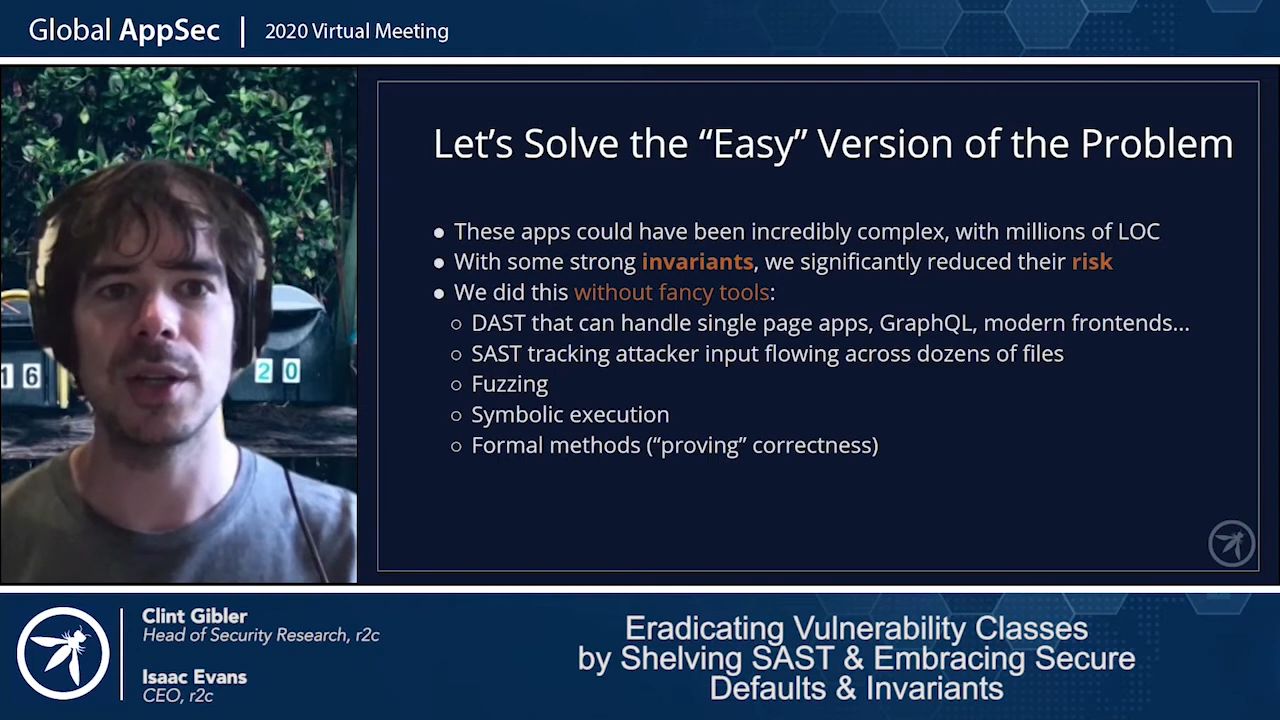 Global AppSec | 2020 Virtual Meeting
Let's Solve the “Easy” Version of the Problem
● These apps could have been incredibly complex, with millions of LOC
● With some strong invariants, we significantly reduced their risk
● We did this without fancy tools:
○ DAST that can handle single page apps, GraphQL, modern frontends...
○ SAST tracking attacker input flowing across dozens of files
○ Fuzzing
○ Symbolic execution
○ Formal methods (“proving” correctness)
16
20
Clint Gibler
Head of Security Research, r2c
Isaac Evans
CEO, r2c
Eradicating Vulnerability Classes
by Shelving SAST & Embracing Secure
Defaults & Invariants